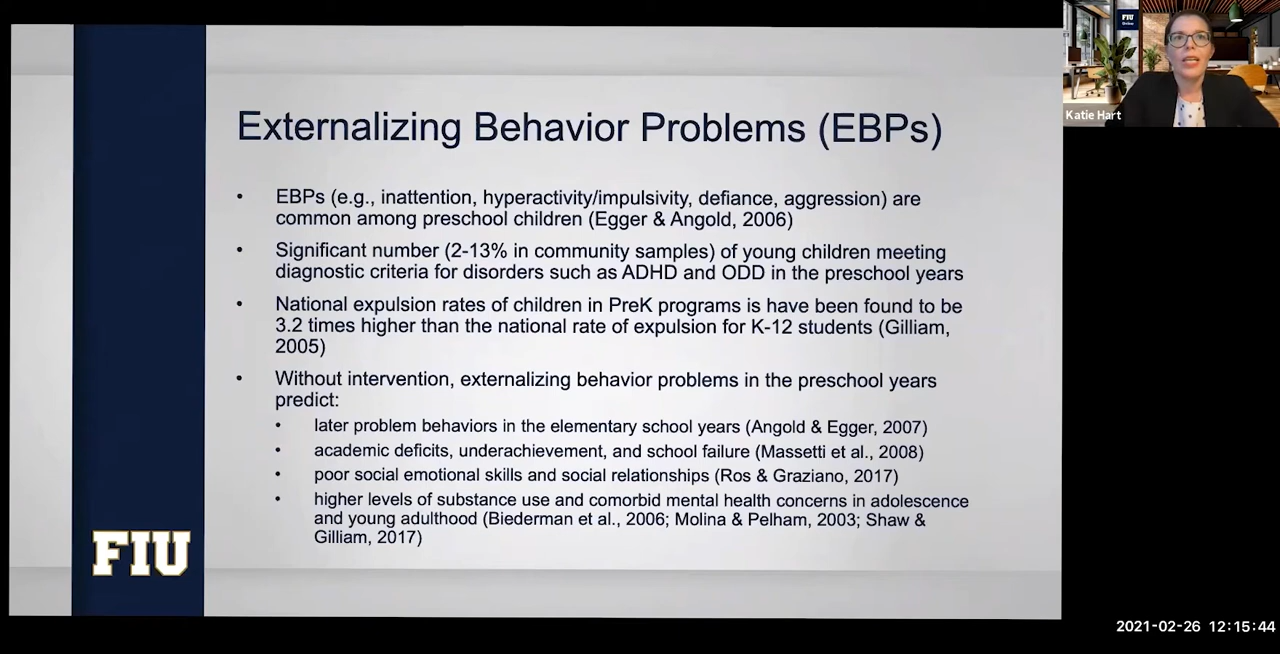 Externalizing Behavior Problems (EBPs)
• EBPs (e.g., inattention, hyperactivity/impulsivity, defiance, aggression) are
common among preschool children (Egger & Angold, 2006)
• Significant number (2-13% in community samples) of young children meeting
diagnostic criteria for disorders such as ADHD and ODD in the preschool years
• National expulsion rates of children in PreK programs is have been found to be
3.2 times higher than the national rate of expulsion for K-12 students (Gilliam,
2005)
• Without intervention, externalizing behavior problems in the preschool years
predict:
• later problem behaviors in the elementary school years (Angold & Egger, 2007)
• academic deficits, underachievement, and school failure (Massetti et al., 2008)
• poor social emotional skills and social relationships (Ros & Graziano, 2017)
• higher levels of substance use and comorbid mental health concerns in adolescence
and young adulthood (Biederman et al., 2006; Molina & Pelham, 2003; Shaw &
Gilliam, 2017)
FIU
FIU
Online
Katie Hart
2021-02-26 12:15:44